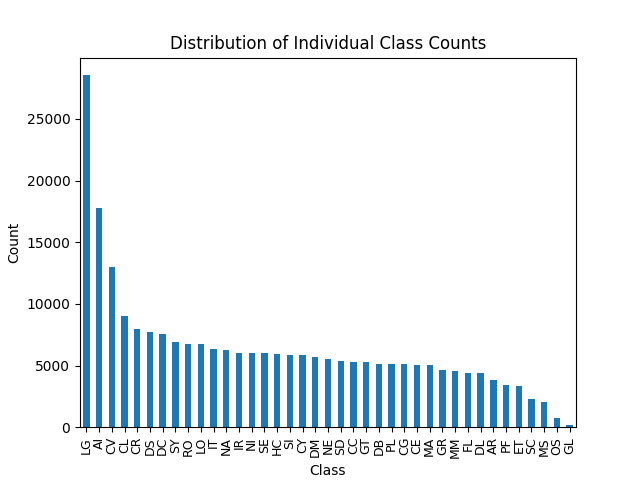 Distribution of Individual Class Counts
Count
25000
20000
15000
10000
5000
0
LG AI CV CL CR DS DC SY RO LO IT NA IR NI SE HC SI CY DM NE SD CC GT DB PL CG CE MA GR MM FL DL AR PF ET SC MS OS GL
Class